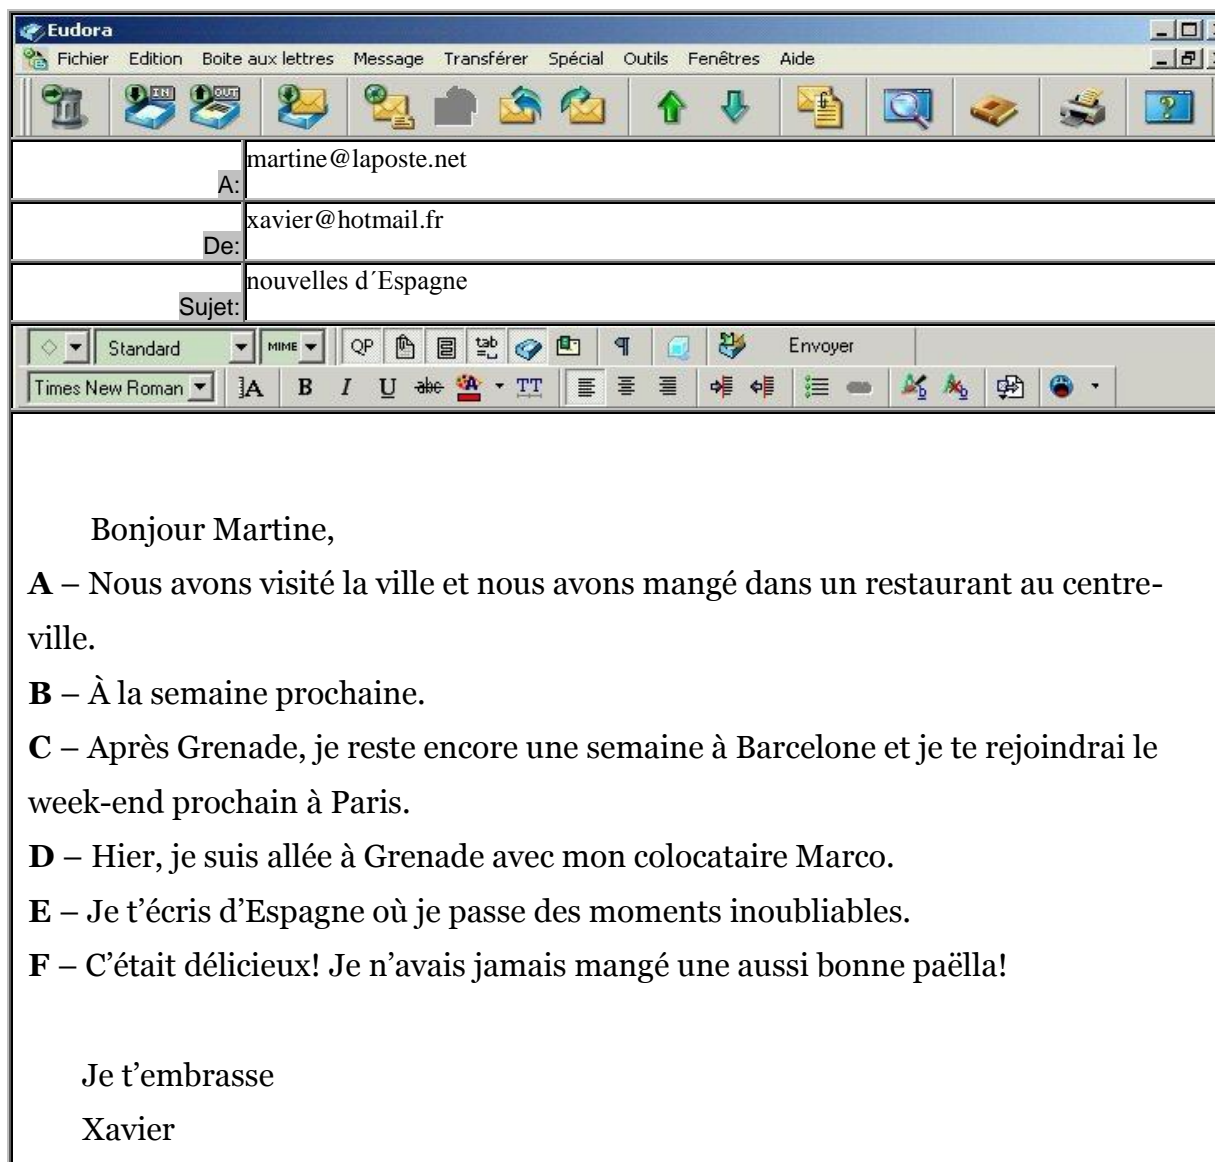 Eudora
Fichier Edition Boite aux lettres Message Transférer Spécial Outils Fenêtres Aide
IN OUT
martine@laposte.net
A:
xavier@hotmail.fr
De:
nouvelles d´Espagne
Sujet:
Standard MIME QP tab Envoyer
Times New Roman A B I U abc A TT
Bonjour Martine,
A – Nous avons visité la ville et nous avons mangé dans un restaurant au centre-
ville.
B – À la semaine prochaine.
C – Après Grenade, je reste encore une semaine à Barcelone et je te rejoindrai le
week-end prochain à Paris.
D – Hier, je suis allée à Grenade avec mon colocataire Marco.
E – Je t’écris d’Espagne où je passe des moments inoubliables.
F – C’était délicieux! Je n’avais jamais mangé une aussi bonne paëlla!
Je t’embrasse
Xavier